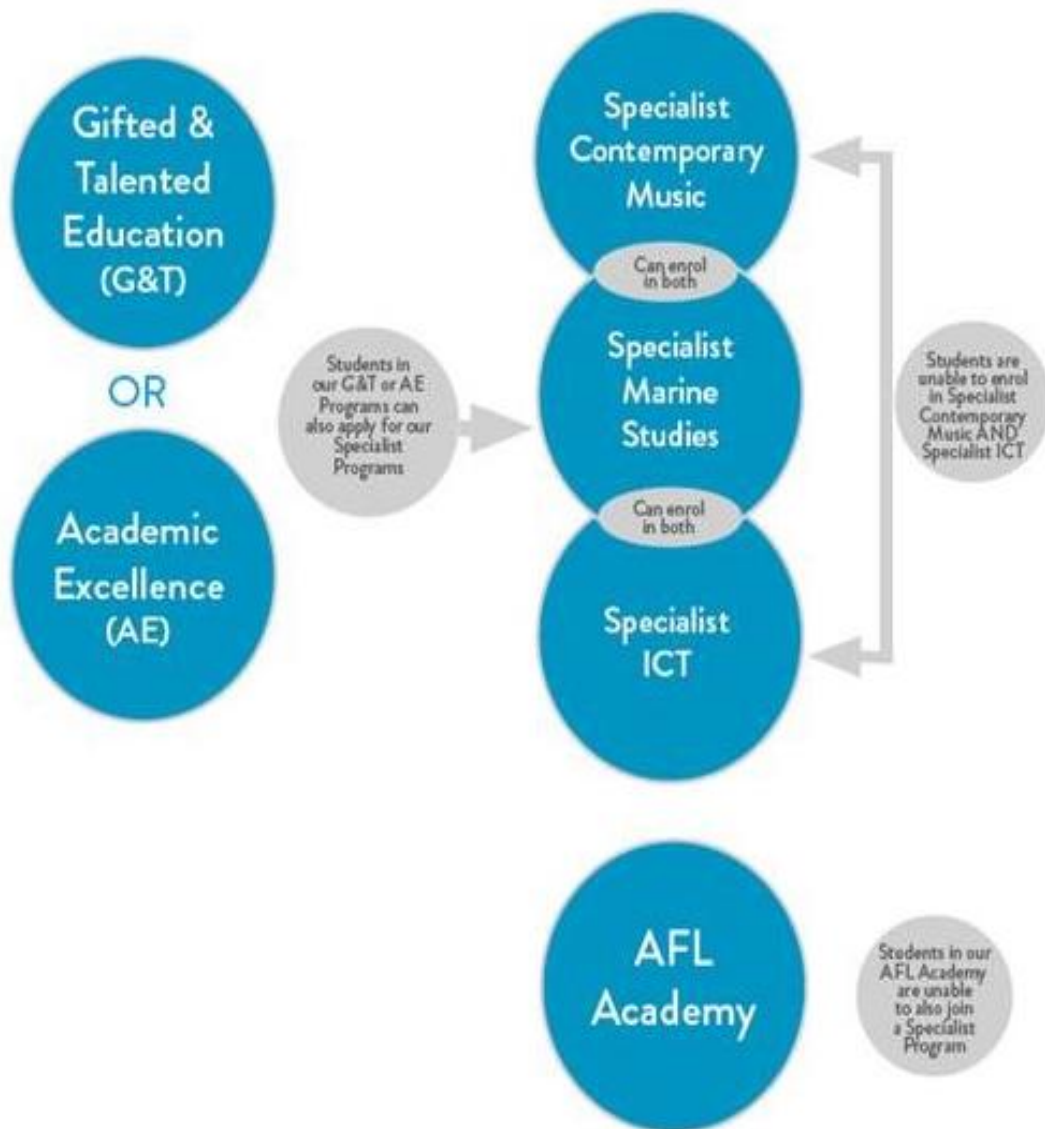 Gifted &
Talented
Education
(G&T)
OR
Academic
Excellence
(AE)
Students in
our G&T or AE
Programs can
also apply for our
Specialist
Programs
Specialist
Contemporary
Music
Can enrol
in both
Specialist
Marine
Studies
Can enrol
in both
Specialist
ICT
Students are
unable to enrol
in Specialist
Contemporary
Music AND
Specialist ICT
AFL
Academy
Students in our
AFL Academy
are unable
to also join
a Specialist
Program